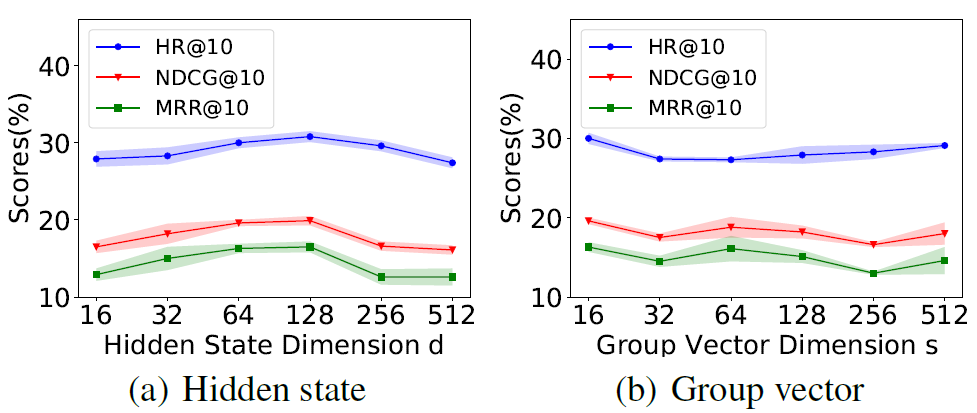 HR@10
NDCG@10
MRR@10
Scores(%)
40
30
20
10
16 32 64 128 256 512
Hidden State Dimension d
(a) Hidden state
HR@10
NDCG@10
MRR@10
Scores(%)
40
30
20
10
16 32 64 128 256 512
Group Vector Dimension s
(b) Group vector